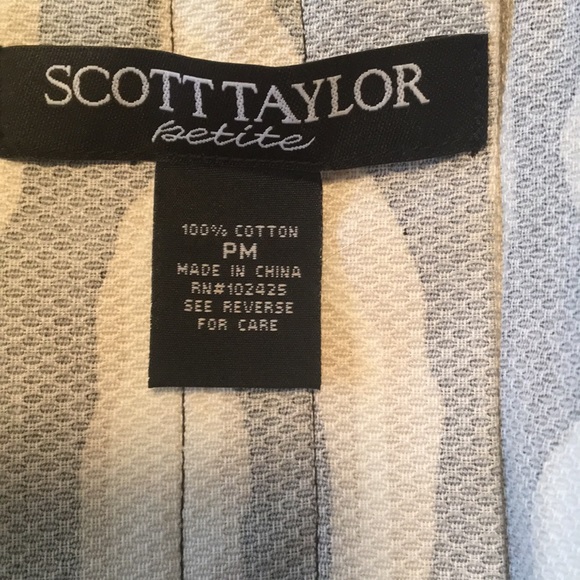 SCOTT TAYLOR
petite
100% COTTON
PM
MADE IN CHINA
RN#102425
SEE REVERSE
FOR CARE